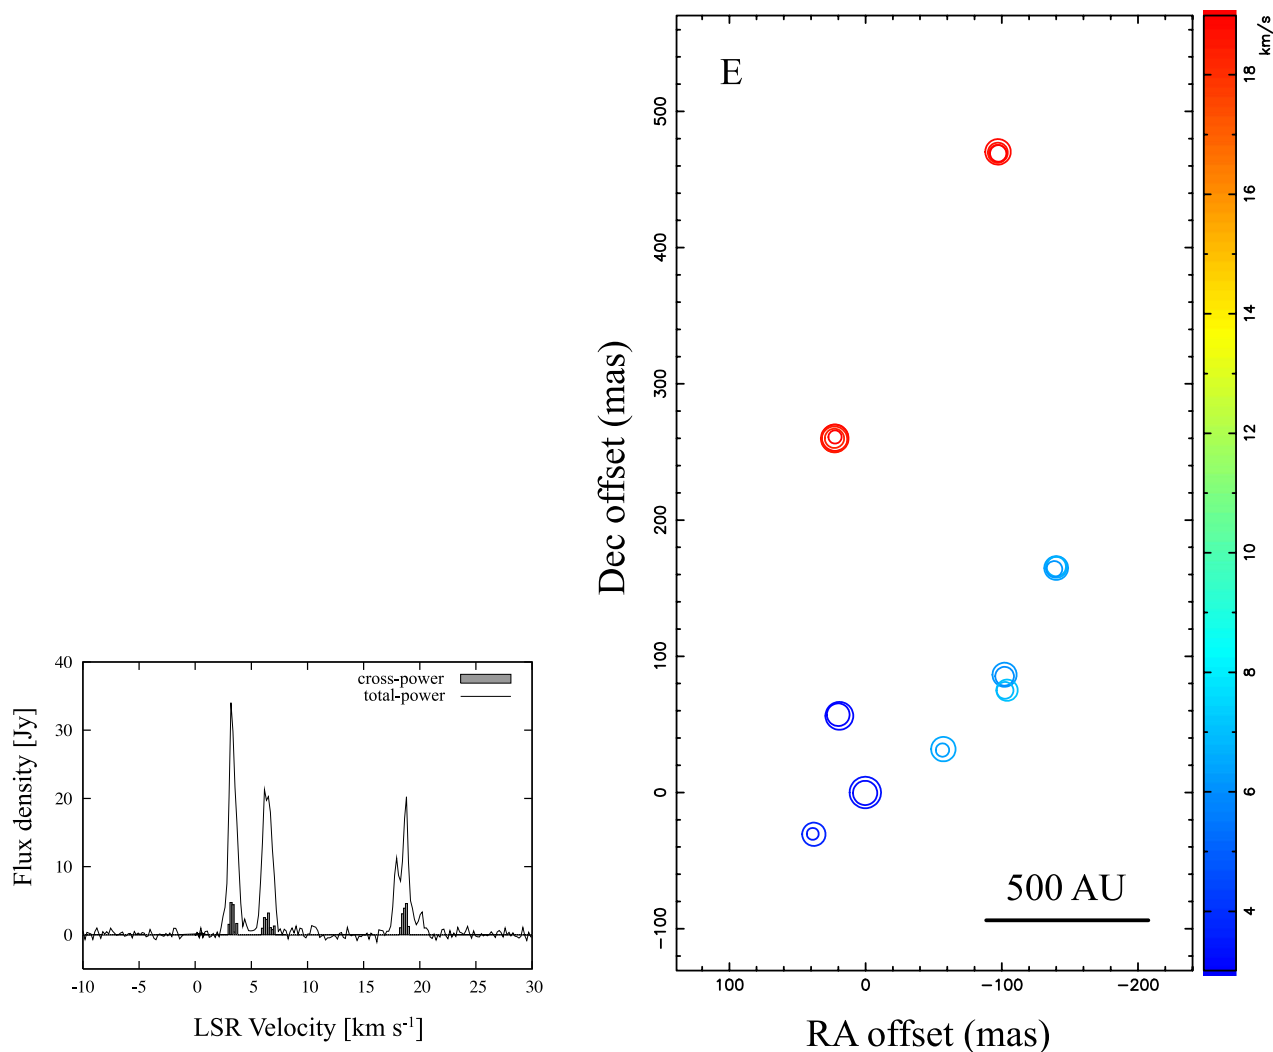 40
30
20
10
0
Flux density [Jy]
cross-power
total-power
-10 -5 0 5 10 15 20 25 30
LSR Velocity [km s-1]
E
500
400
300
200
100
0
−100
Dec offset (mas)
500 AU
100 0 −100 −200
RA offset (mas)
km/s
18
16
14
12
10
8
6
4